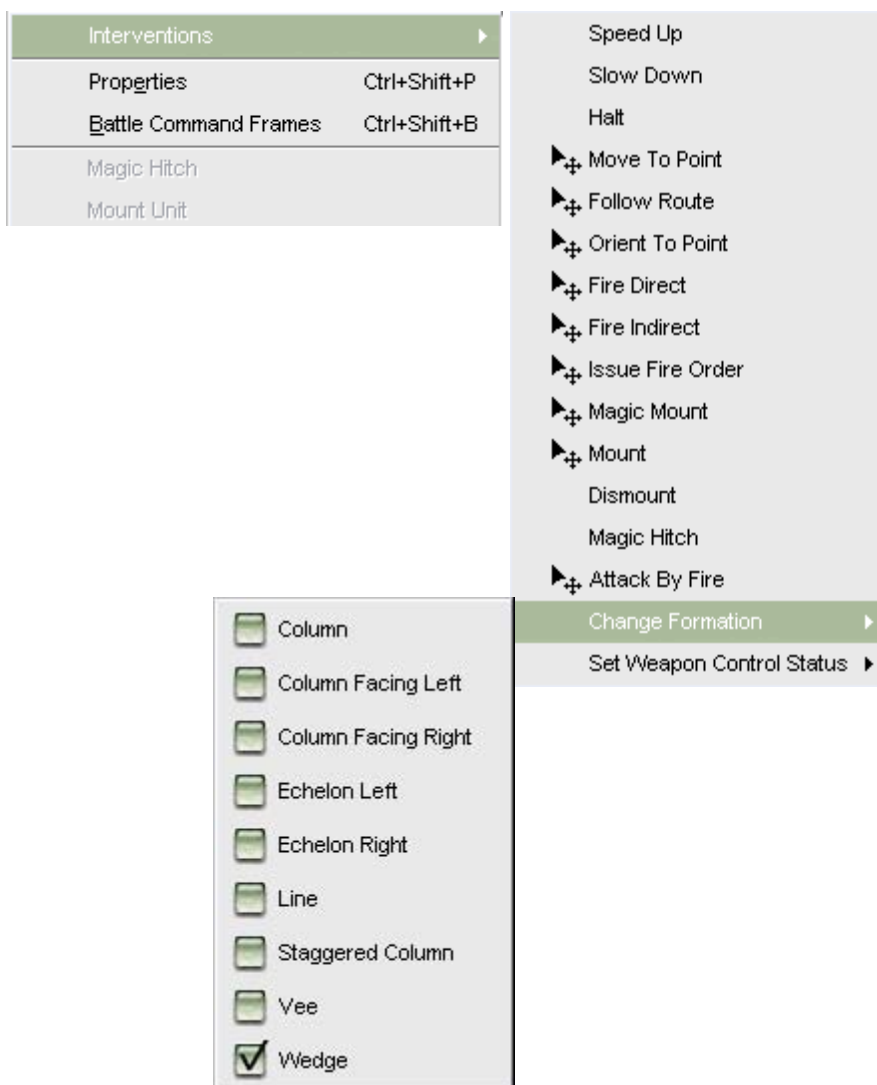 Interventions
Properties Ctrl+Shift+P
Battle Command Frames Ctrl+Shift+B
Magic Hitch
Mount Unit
Speed Up
Slow Down
Halt
Move To Point
Follow Route
Orient To Point
Fire Direct
Fire Indirect
Issue Fire Order
Magic Mount
Mount
Dismount
Magic Hitch
Attack By Fire
Change Formation
Set Weapon Control Status
Column
Column Facing Left
Column Facing Right
Echelon Left
Echelon Right
Line
Staggered Column
Vee
Wedge